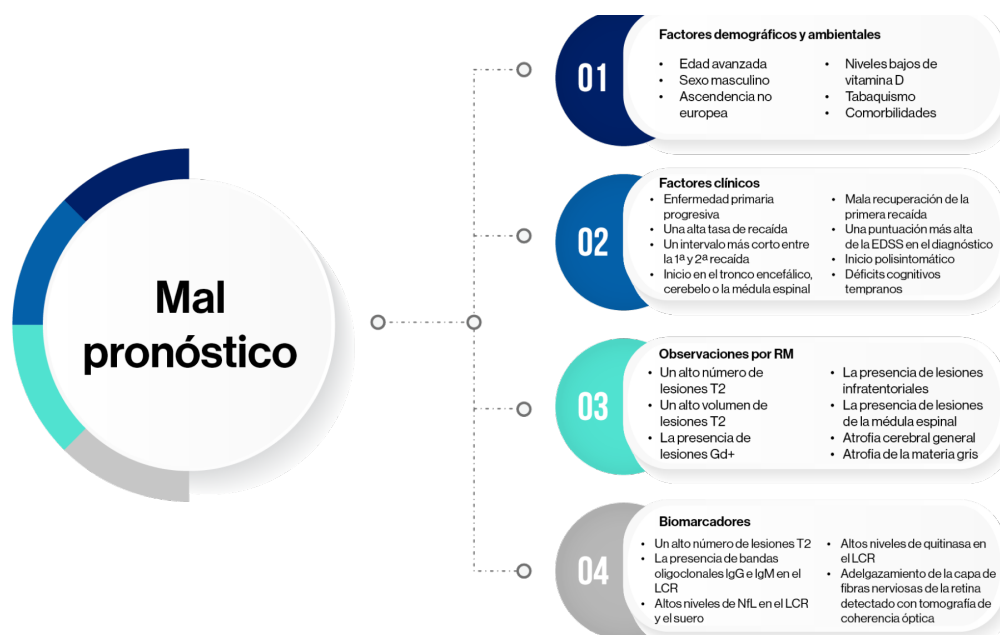 Mal
pronóstico
01
Factores demográficos y ambientales
• Edad avanzada
• Sexo masculino
• Ascendencia no
europea
• Niveles bajos de
vitamina D
• Tabaquismo
• Comorbilidades
02
Factores clínicos
• Enfermedad primaria
progresiva
• Una alta tasa de recaída
• Un intervalo más corto entre
la 1ª y 2ª recaída
• Inicio en el tronco encefálico,
cerebelo o la médula espinal
• Mala recuperación de la
primera recaída
• Una puntuación más alta
de la EDSS en el diagnóstico
• Inicio polisintomático
• Déficits cognitivos
tempranos
03
Observaciones por RM
• Un alto número de
lesiones T2
• Un alto volumen de
lesiones T2
• La presencia de
lesiones Gd+
• La presencia de lesiones
infratentoriales
• La presencia de lesiones
de la médula espinal
• Atrofia cerebral general
• Atrofia de la materia gris
04
Biomarcadores
• Un alto número de lesiones T2
• La presencia de bandas
oligoclonales IgG e IgM en el
LCR
• Altos niveles de NfL en el LCR
y el suero
• Altos niveles de quitinasa en
el LCR
• Adelgazamiento de la capa de
fibras nerviosas de la retina
detectado con tomografía de
coherencia óptica